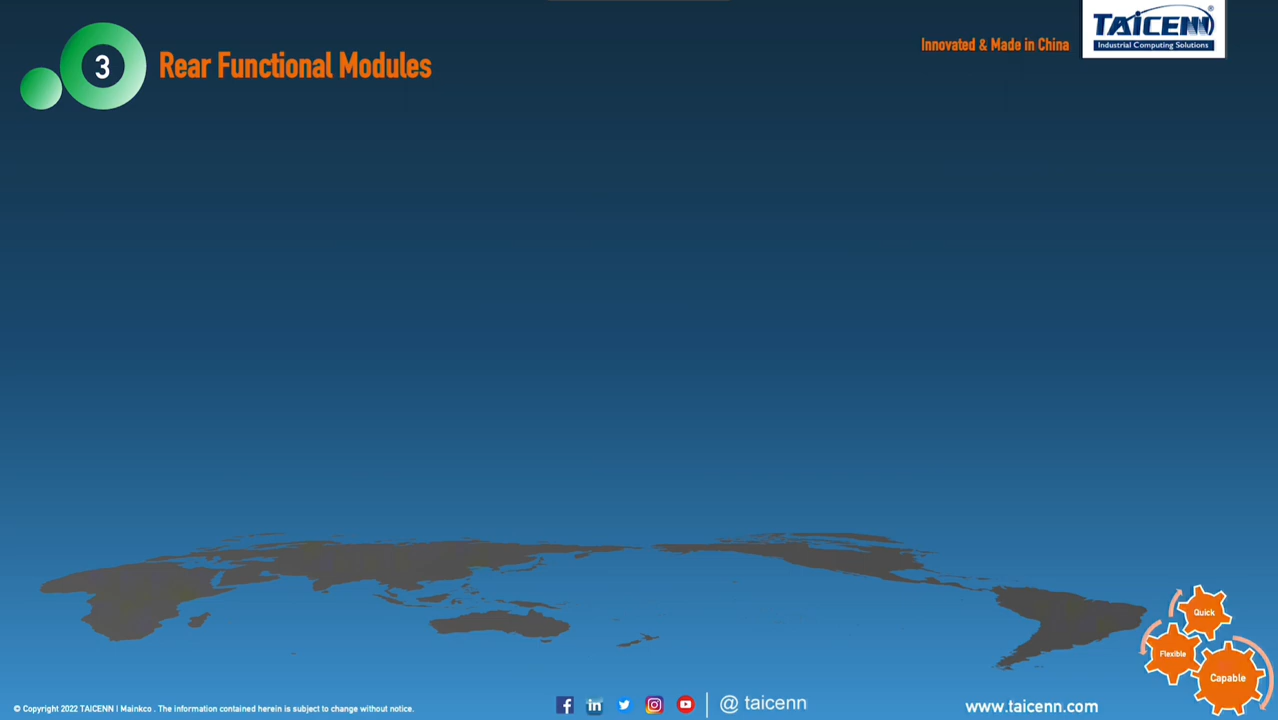 3
Rear Functional Modules
Innovated & Made in China
TAICENN®
Industrial Computing Solutions
Quick
Flexible
Capable
© Copyright 2022 TAICENN | Mainkco . The information contained herein is subject to change without notice.
@ taicenn
www.taicenn.com